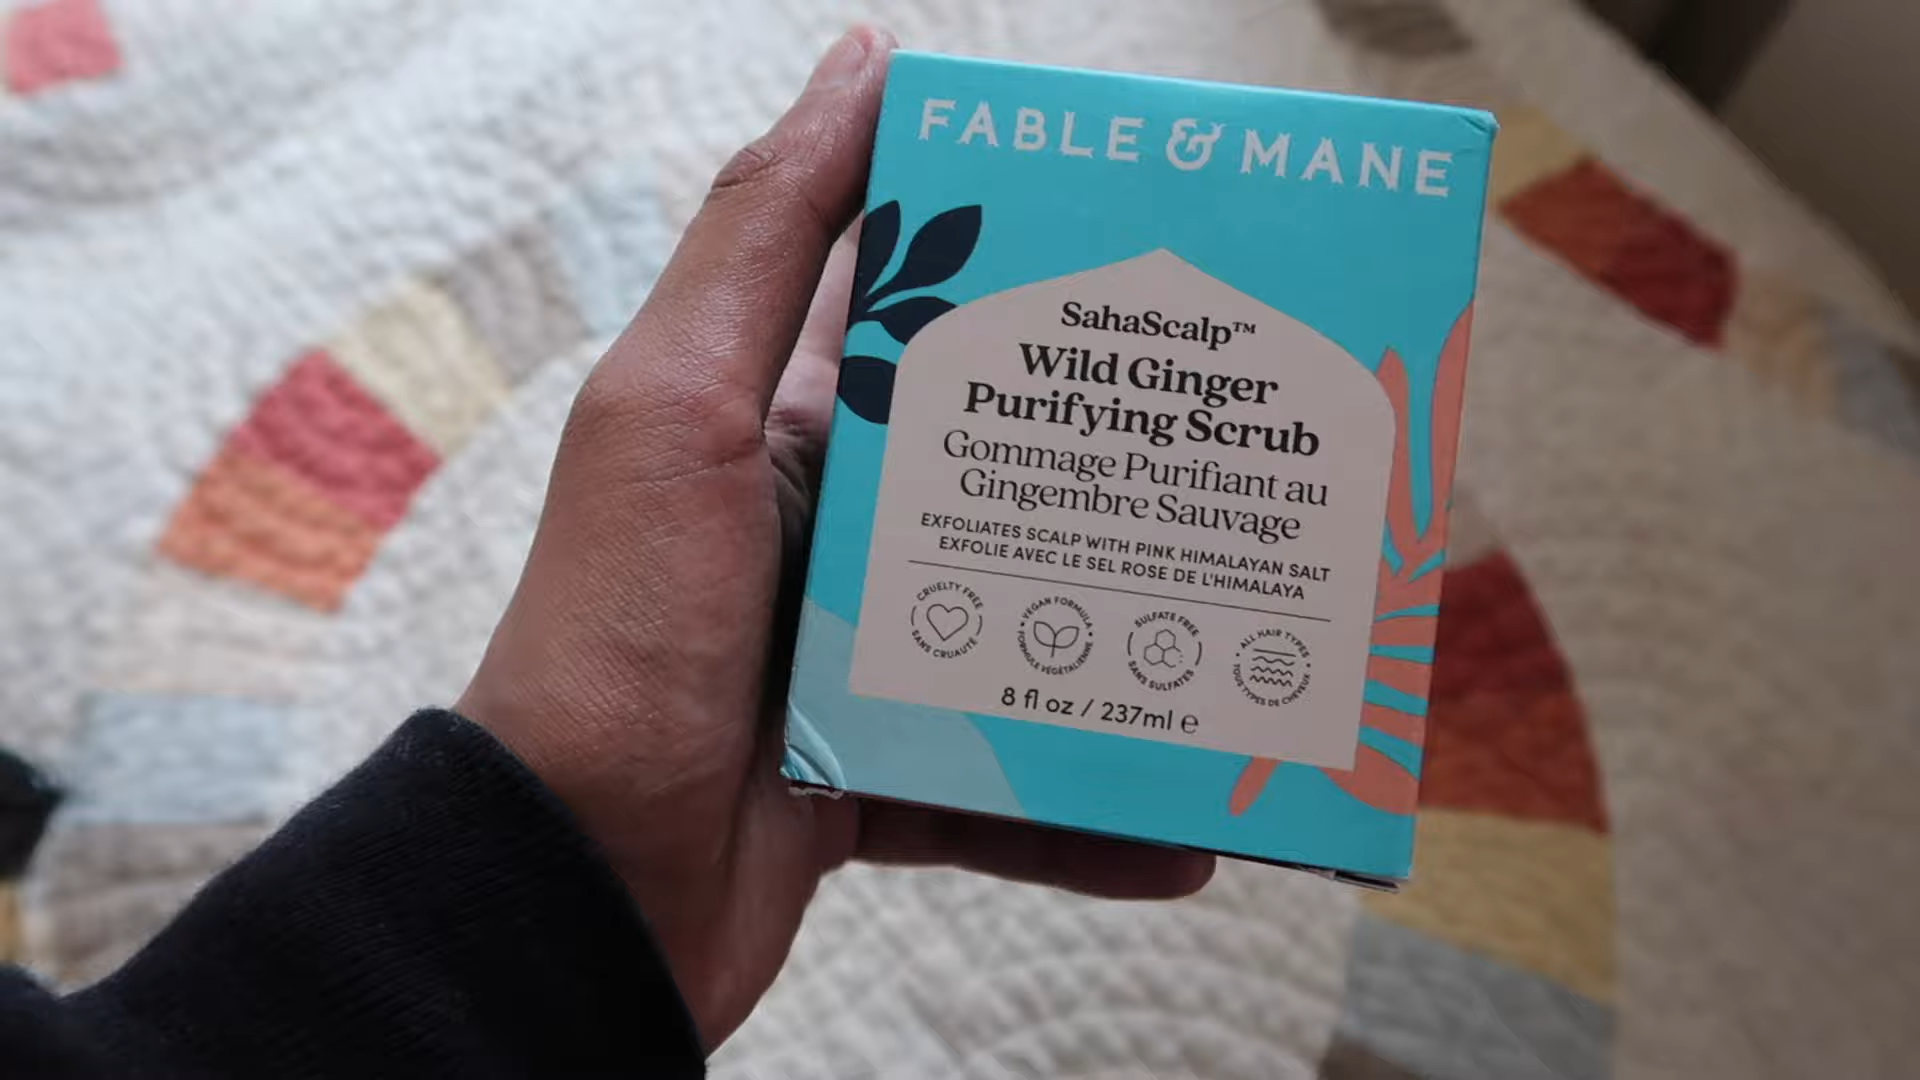 FABLE & MANE
SahaScalp™
Wild Ginger
Purifying Scrub
Gommage Purifiant au
Gingembre Sauvage
EXFOLIATES SCALP WITH PINK HIMALAYAN SALT
EXFOLIE AVEC LE SEL ROSE DE L'HIMALAYA
CRUELTY FREE
SANS CRUAUTÉ
VEGAN FORMULA
FORMULE VÉGÉTALIENNE
SULFATE FREE
SANS SULFATES
ALL HAIR TYPES
TOUS TYPES DE CHEVEUX
8 fl oz / 237ml ℮